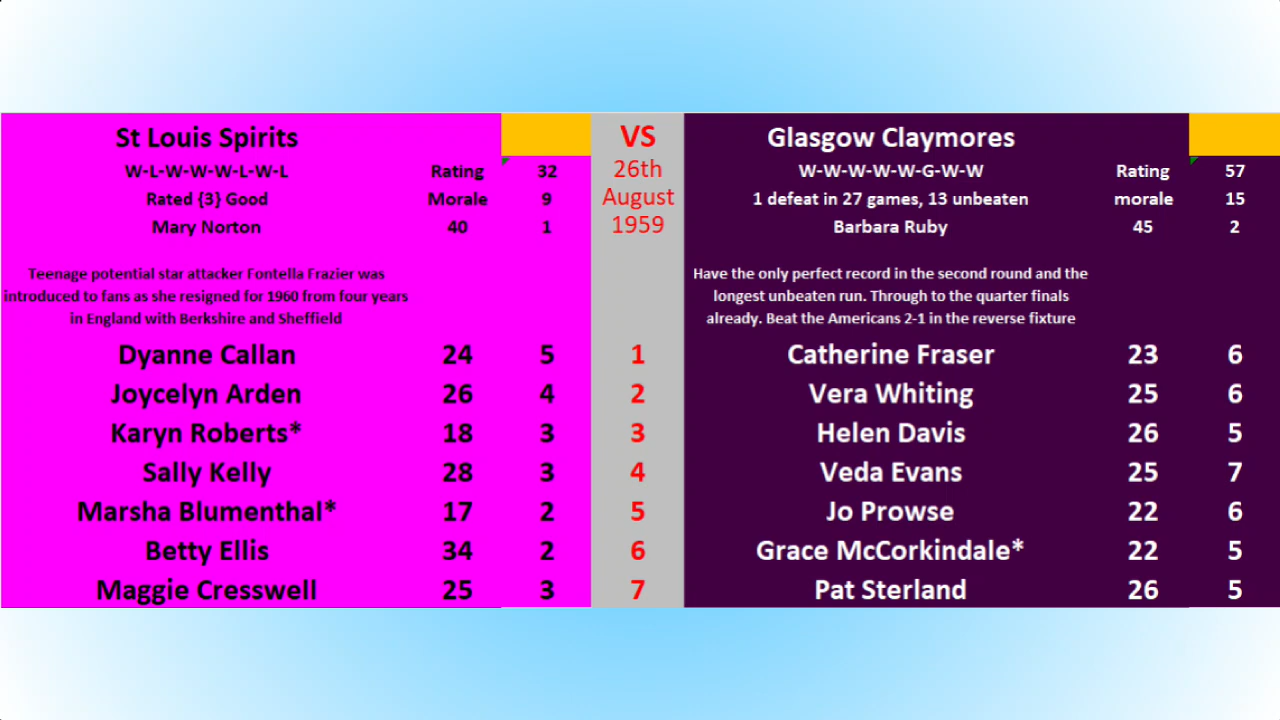 St Louis Spirits VS Glasgow Claymores
W-L-W-W-W-L-W-L Rating 32 26th W-W-W-W-W-G-W-W Rating 57
Rated {3} Good Morale 9 August 1 defeat in 27 games, 13 unbeaten morale 15
Mary Norton 40 1 1959 Barbara Ruby 45 2
Teenage potential star attacker Fontella Frazier was
introduced to fans as she resigned for 1960 from four years
in England with Berkshire and Sheffield
Have the only perfect record in the second round and the
longest unbeaten run. Through to the quarter finals
already. Beat the Americans 2-1 in the reverse fixture
Dyanne Callan 24 5 1 Catherine Fraser 23 6
Joycelyn Arden 26 4 2 Vera Whiting 25 6
Karyn Roberts* 18 3 3 Helen Davis 26 5
Sally Kelly 28 3 4 Veda Evans 25 7
Marsha Blumenthal* 17 2 5 Jo Prowse 22 6
Betty Ellis 34 2 6 Grace McCorkindale* 22 5
Maggie Cresswell 25 3 7 Pat Sterland 26 5